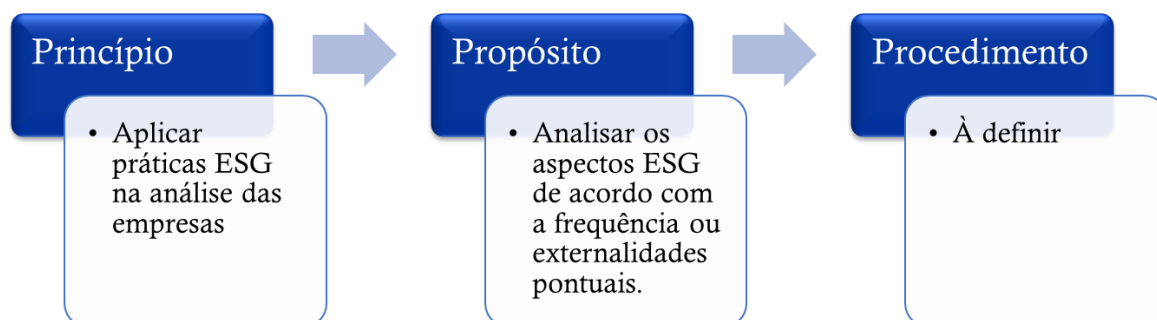 Princípio
• Aplicar
práticas ESG
na análise das
empresas
Propósito
• Analisar os
aspectos ESG
de acordo com
a frequência ou
externalidades
pontuais.
Procedimento
• À definir